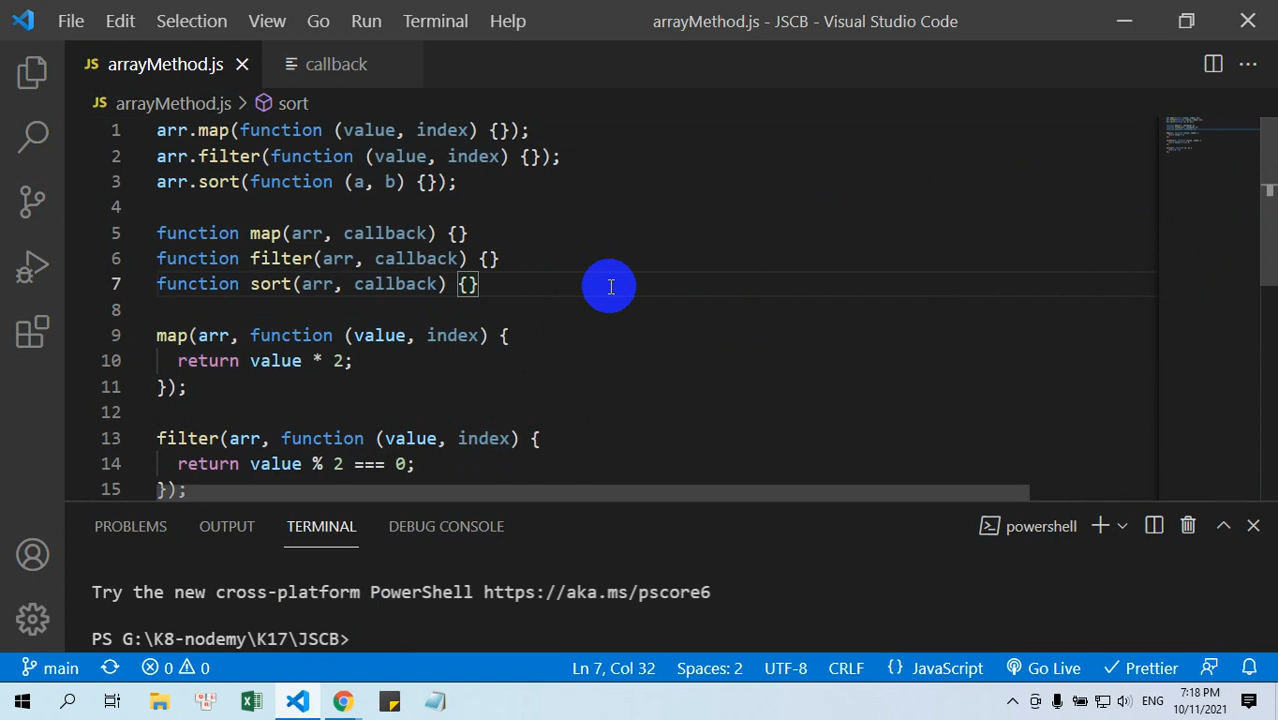 File Edit Selection View Go Run Terminal Help arrayMethod.js - JSCB - Visual Studio Code
JS arrayMethod.js callback
JS arrayMethod.js > sort
1 arr.map(function (value, index) {});
2 arr.filter(function (value, index) {});
3 arr.sort(function (a, b) {});
4
5 function map(arr, callback) {}
6 function filter(arr, callback) {}
7 function sort(arr, callback) {}
8
9 map(arr, function (value, index) {
10 return value * 2;
11 });
12
13 filter(arr, function (value, index) {
14 return value % 2 === 0;
15 });
PROBLEMS OUTPUT TERMINAL DEBUG CONSOLE powershell
Try the new cross-platform PowerShell https://aka.ms/pscore6
PS G:\K8-nodemy\K17\JSCB>
main 0 0 Ln 7, Col 32 Spaces: 2 UTF-8 CRLF {} JavaScript Go Live Prettier
ENG 7:18 PM
10/11/2021